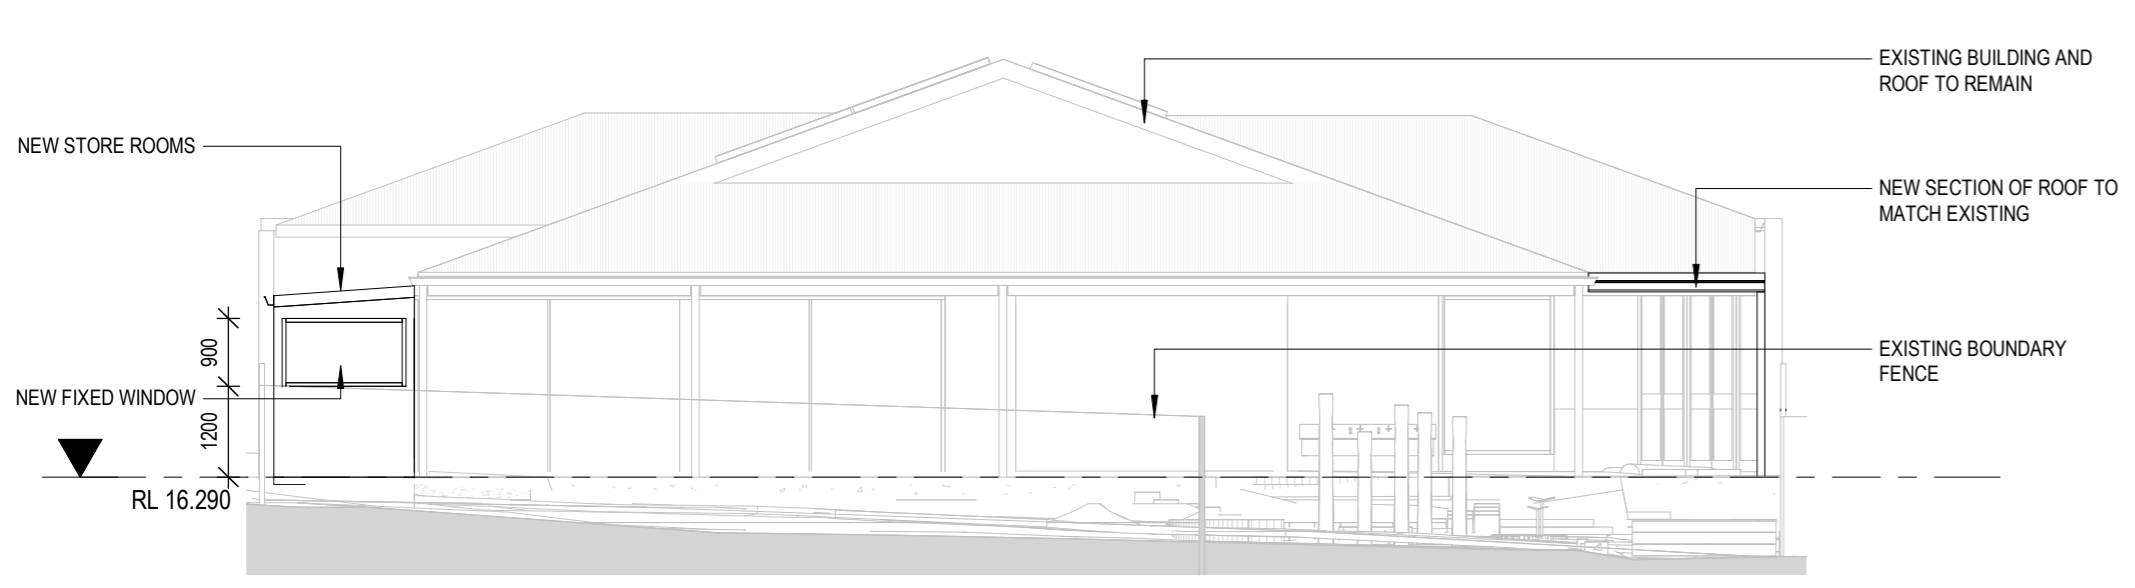 EXISTING BUILDING AND
ROOF TO REMAIN
NEW STORE ROOMS
NEW SECTION OF ROOF TO
MATCH EXISTING
900
EXISTING BOUNDARY
FENCE
NEW FIXED WINDOW
1200
RL 16.290